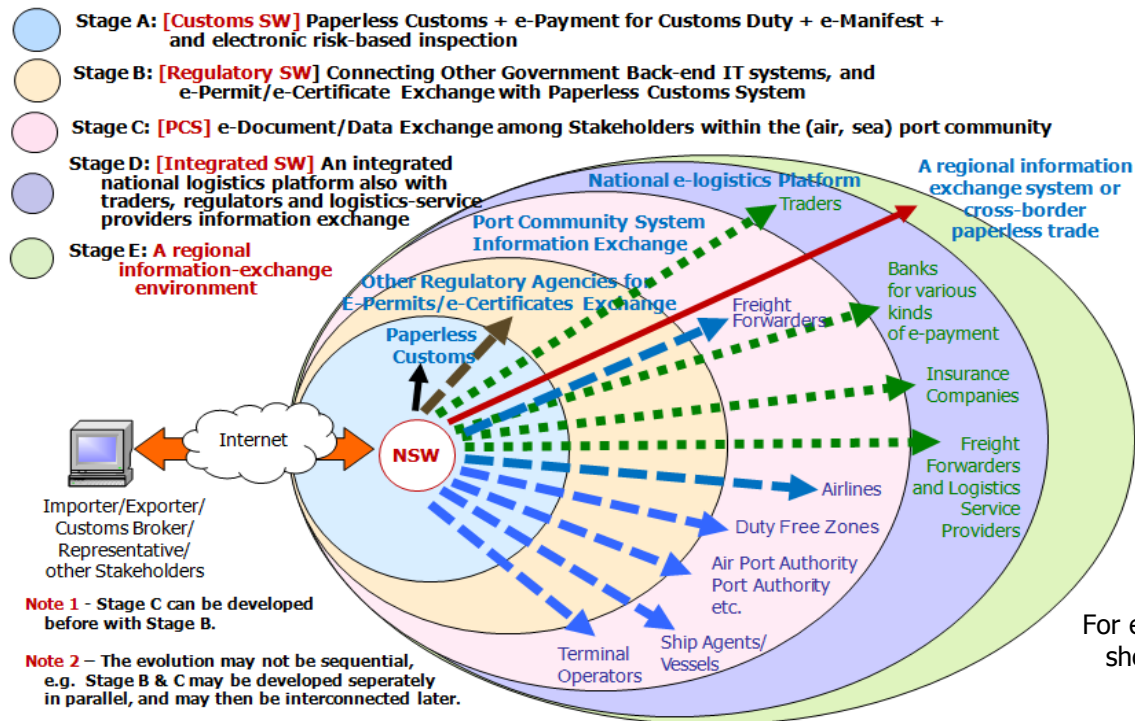 Stage A: [Customs SW] Paperless Customs + e-Payment for Customs Duty + e-Manifest +
and electronic risk-based inspection
Stage B: [Regulatory SW] Connecting Other Government Back-end IT systems, and
e-Permit/e-Certificate Exchange with Paperless Customs System
Stage C: [PCS] e-Document/Data Exchange among Stakeholders within the (air, sea) port community
Stage D: [Integrated SW] An integrated
national logistics platform also with
traders, regulators and logistics-service
providers information exchange
Stage E: A regional
information-exchange
environment
A regional information
exchange system or
cross-border
paperless trade
National e-logistics Platform
Traders
Port Community System
Information Exchange
Other Regulatory Agencies for
E-Permits/e-Certificates Exchange
Paperless
Customs
Freight
Forwarders
Banks
for various
kinds
of e-payment
Insurance
Companies
Freight
Forwarders
and Logistics
Service
Providers
Internet
NSW
Airlines
Duty Free Zones
Air Port Authority
Port Authority
etc.
Ship Agents/
Vessels
Terminal
Operators
Importer/Exporter/
Customs Broker/
Representative/
other Stakeholders
Note 1 - Stage C can be developed
before with Stage B.
Note 2 – The evolution may not be sequential,
e.g. Stage B & C may be developed seperately
in parallel, and may then be interconnected later.
For e
sho